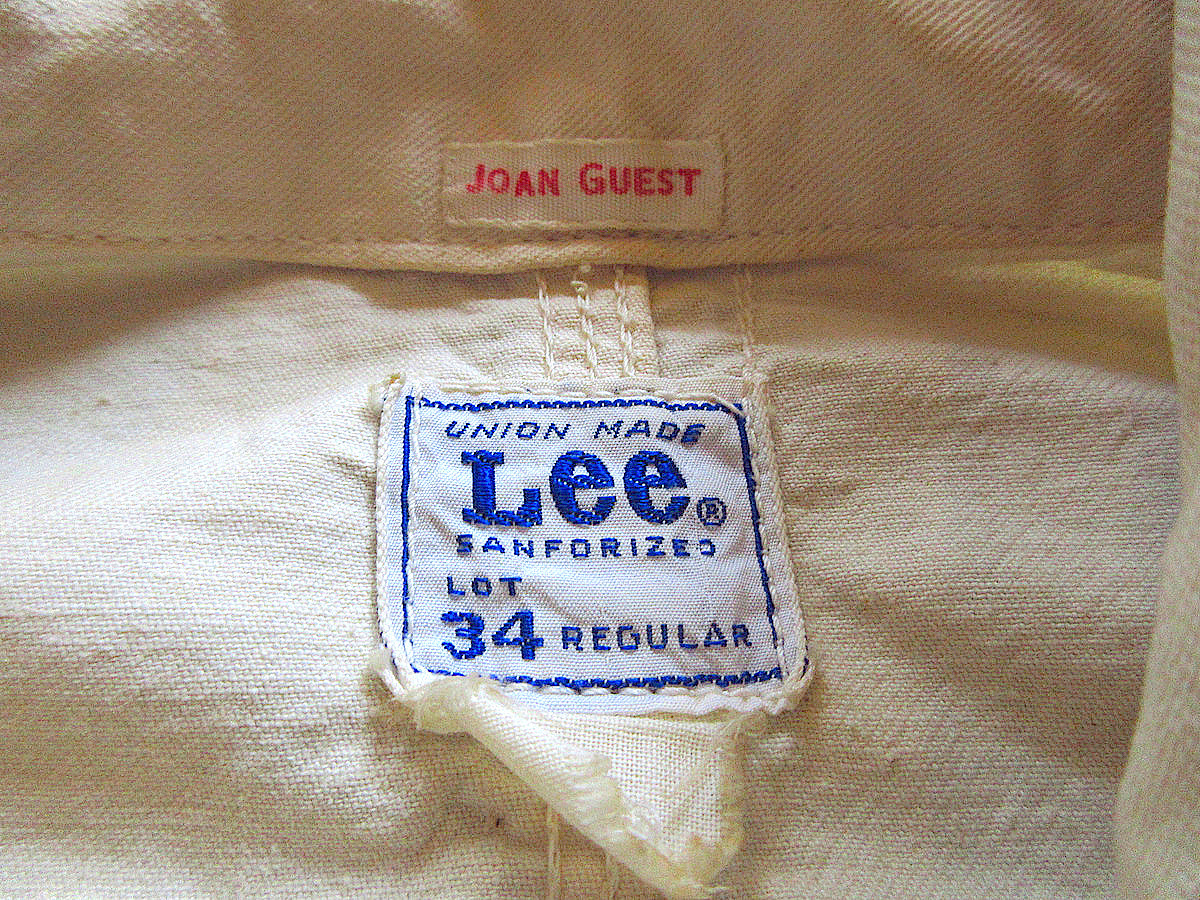 JOAN GUEST
UNION MADE
Lee®
SANFORIZED
LOT
34 REGULAR